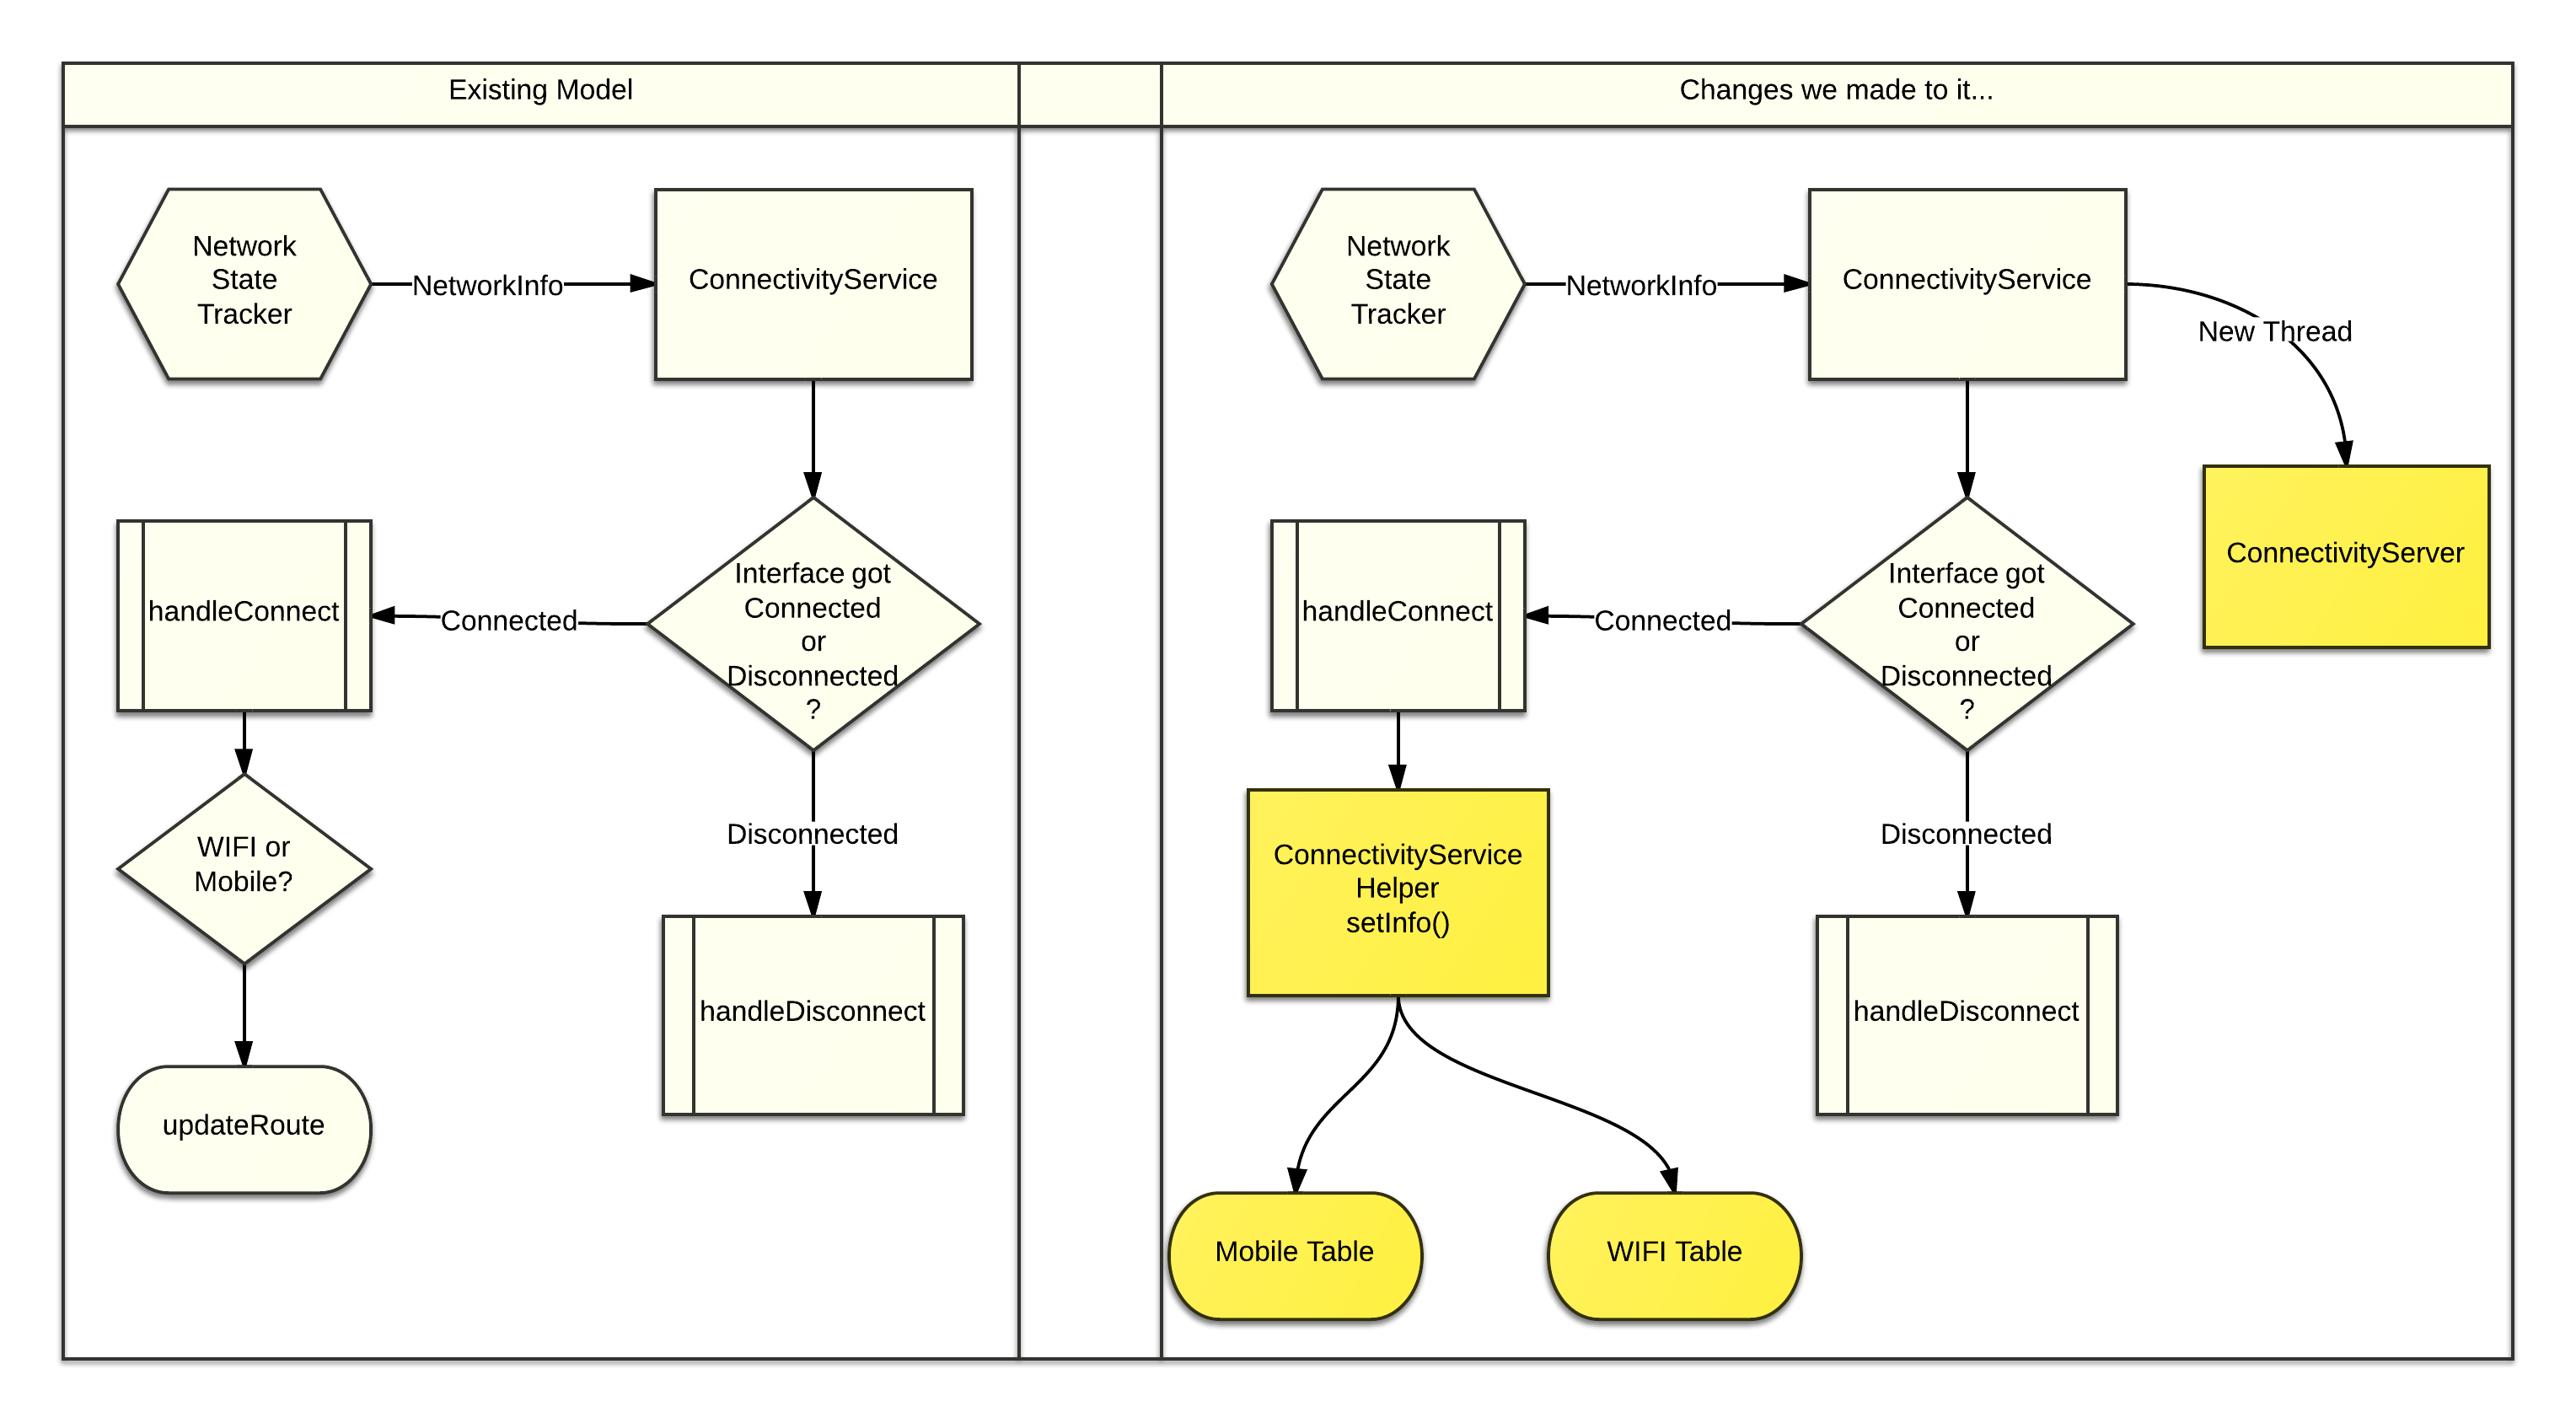 Existing Model
Changes we made to it...
Network
State
Tracker
NetworkInfo
ConnectivityService
Interface got
Connected
or
Disconnected
?
Connected
handleConnect
WIFI or
Mobile?
updateRoute
Disconnected
handleDisconnect
Network
State
Tracker
NetworkInfo
ConnectivityService
New Thread
ConnectivityServer
Interface got
Connected
or
Disconnected
?
Connected
handleConnect
ConnectivityService
Helper
setInfo()
Mobile Table
WIFI Table
Disconnected
handleDisconnect